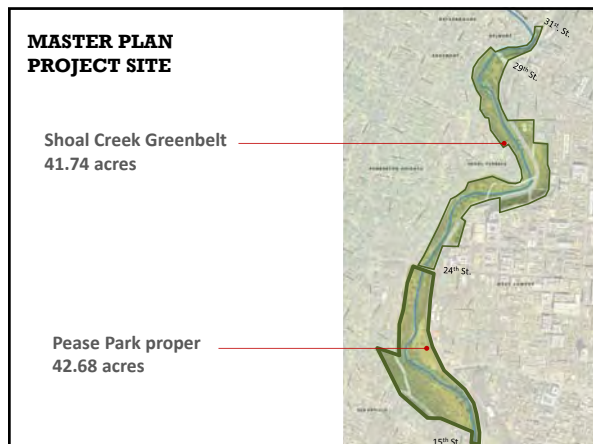 MASTER PLAN
PROJECT SITE
31st. St.
29th St.
Shoal Creek Greenbelt
41.74 acres
24th St.
Pease Park proper
42.68 acres
15th St.